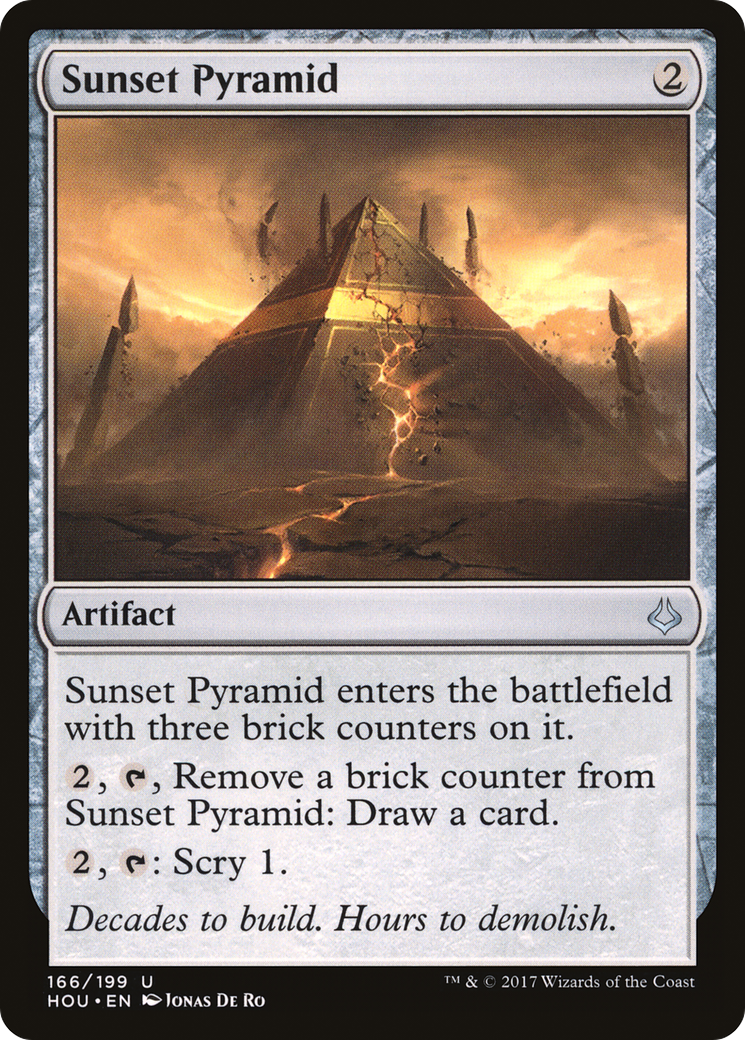 Sunset Pyramid 2
Artifact
Sunset Pyramid enters the battlefield
with three brick counters on it.
2, , Remove a brick counter from
Sunset Pyramid: Draw a card.
2, : Scry 1.
Decades to build. Hours to demolish.
166/199 U
HOU • EN Jonas De Ro
™ & © 2017 Wizards of the Coast